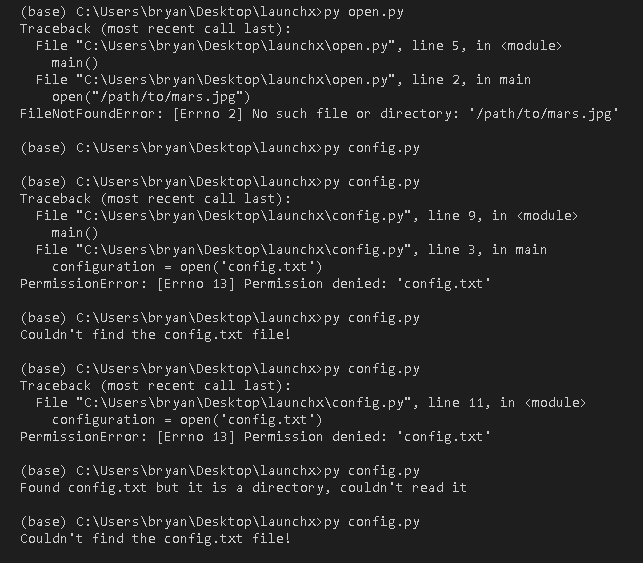 (base) C:\Users\bryan\Desktop\launchx>py open.py
Traceback (most recent call last):
  File "C:\Users\bryan\Desktop\launchx\open.py", line 5, in <module>
    main()
  File "C:\Users\bryan\Desktop\launchx\open.py", line 2, in main
    open("/path/to/mars.jpg")
FileNotFoundError: [Errno 2] No such file or directory: '/path/to/mars.jpg'
(base) C:\Users\bryan\Desktop\launchx>py config.py
(base) C:\Users\bryan\Desktop\launchx>py config.py
Traceback (most recent call last):
  File "C:\Users\bryan\Desktop\launchx\config.py", line 9, in <module>
    main()
  File "C:\Users\bryan\Desktop\launchx\config.py", line 3, in main
    configuration = open('config.txt')
PermissionError: [Errno 13] Permission denied: 'config.txt'
(base) C:\Users\bryan\Desktop\launchx>py config.py
Couldn't find the config.txt file!
(base) C:\Users\bryan\Desktop\launchx>py config.py
Traceback (most recent call last):
  File "C:\Users\bryan\Desktop\launchx\config.py", line 11, in <module>
    configuration = open('config.txt')
PermissionError: [Errno 13] Permission denied: 'config.txt'
(base) C:\Users\bryan\Desktop\launchx>py config.py
Found config.txt but it is a directory, couldn't read it
(base) C:\Users\bryan\Desktop\launchx>py config.py
Couldn't find the config.txt file!